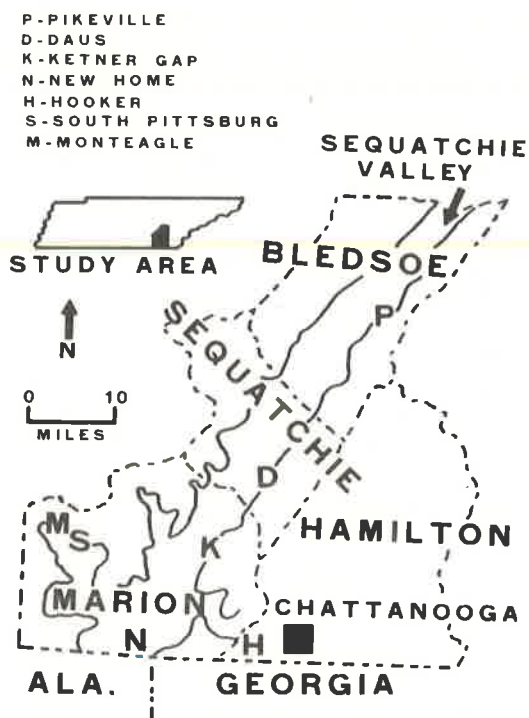 P-PIKEVILLE
D-DAUS
K-KETNER GAP
N-NEW HOME
H-HOOKER
S-SOUTH PITTSBURG
M-MONTEAGLE
SEQUATCHIE
VALLEY
STUDY AREA
BLEDSOE
P
N
SEQUATCHIE
0 10
MILES
D
HAMILTON
M
S
K
MARION
CHATTANOOGA
N
H
ALA.
GEORGIA